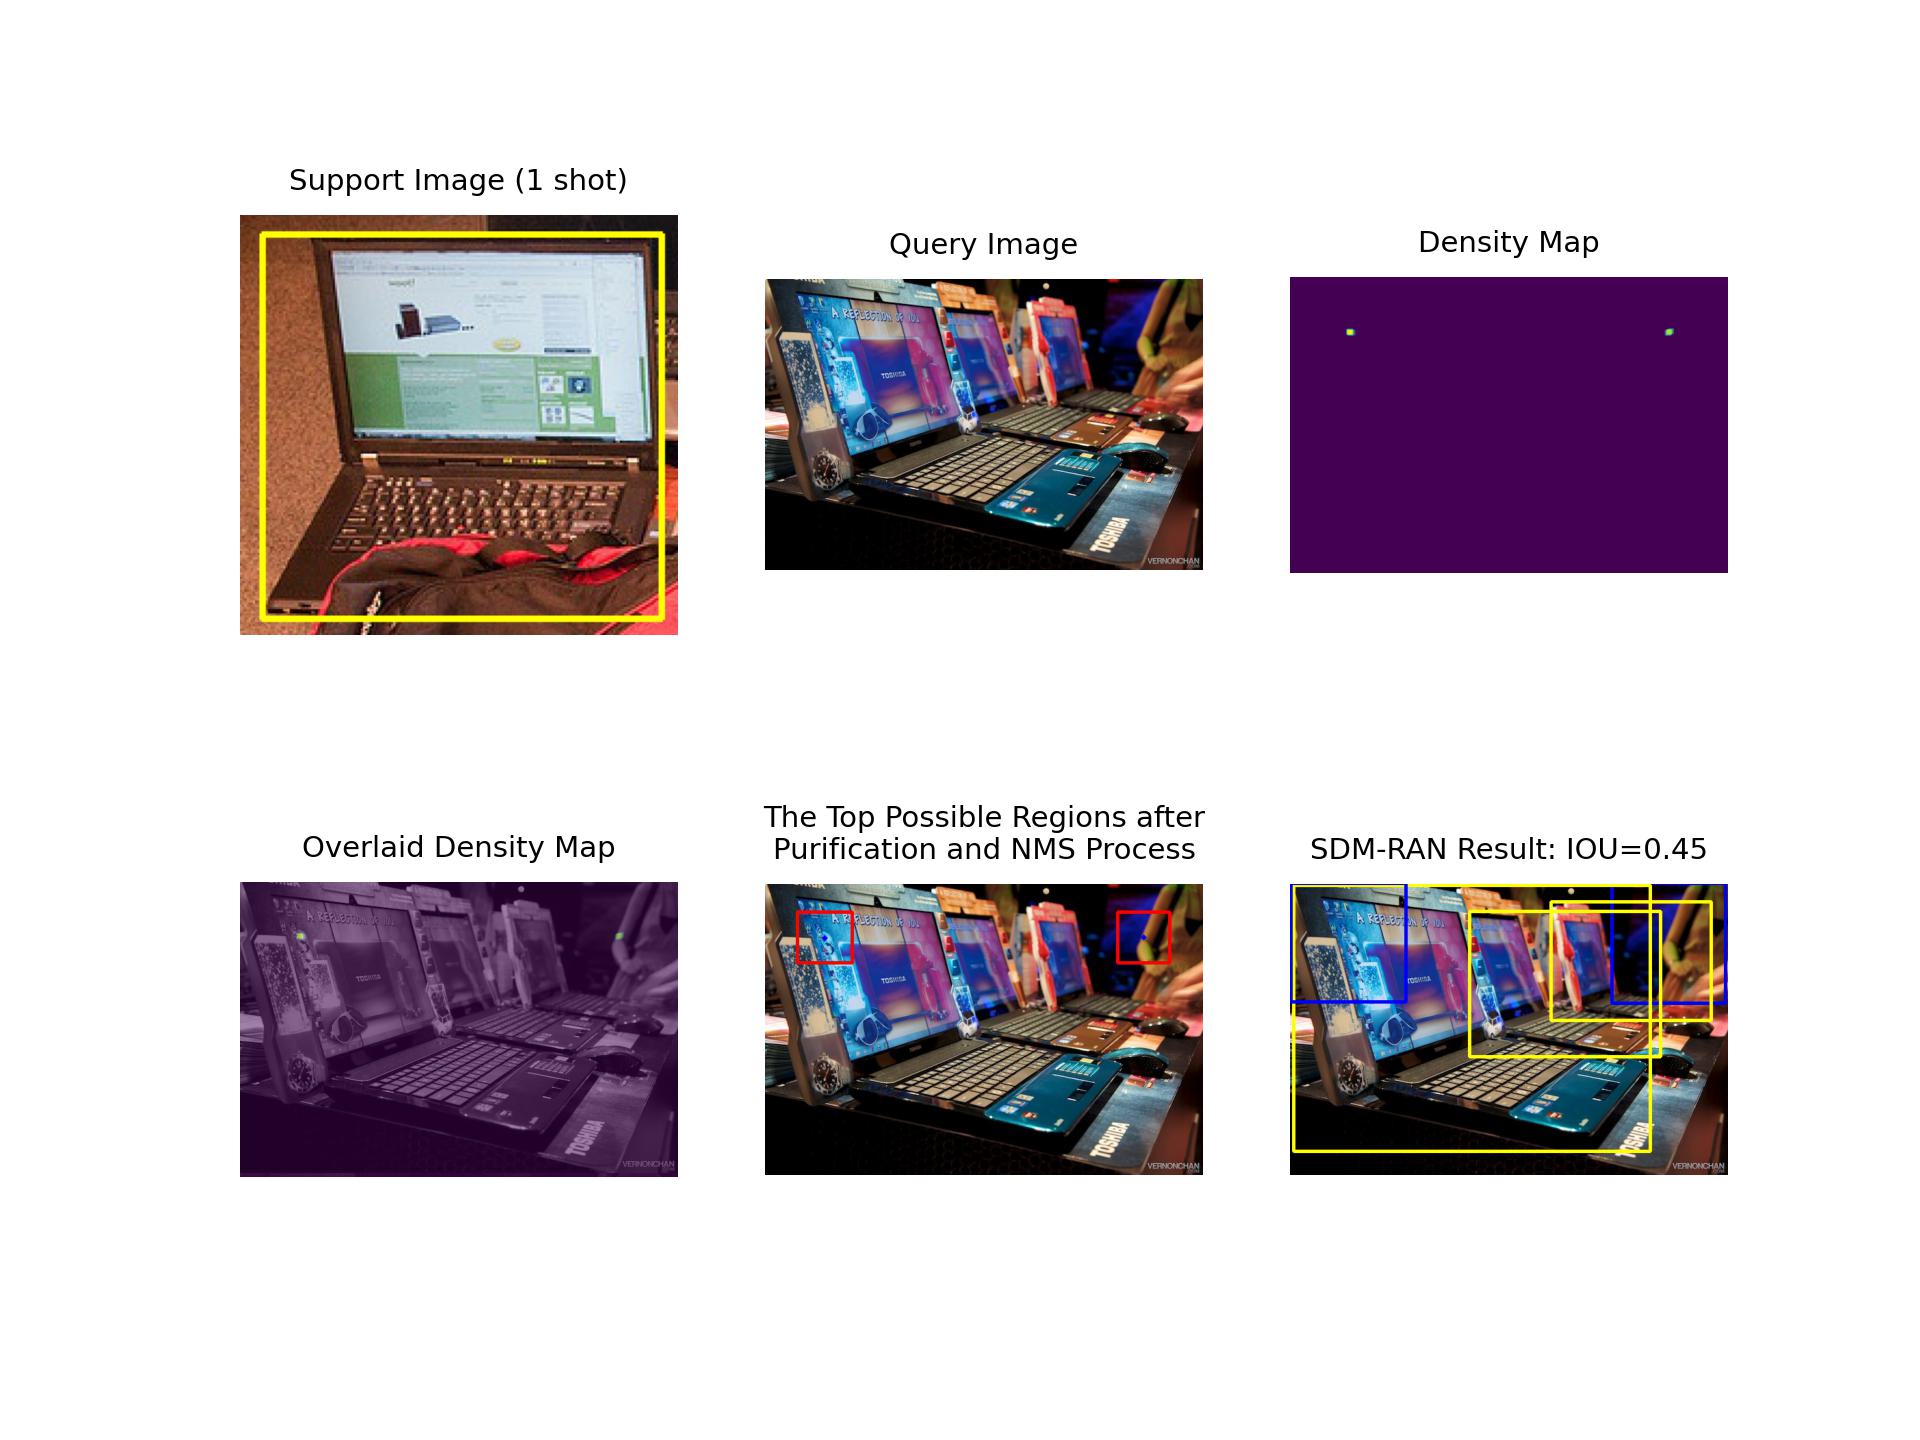 Support Image (1 shot)
Query Image
Density Map
A REFLECTION OF YOU
TOSHIBA
TOSHIBA
VERNONCHAN
Overlaid Density Map
The Top Possible Regions after
Purification and NMS Process
SDM-RAN Result: IOU=0.45
A REFLECTION OF YOU
TOSHIBA
TOSHIBA
VERNONCHAN
A REFLECTION OF YOU
TOSHIBA
TOSHIBA
VERNONCHAN
A REFLECTION OF YOU
TOSHIBA
TOSHIBA
VERNONCHAN